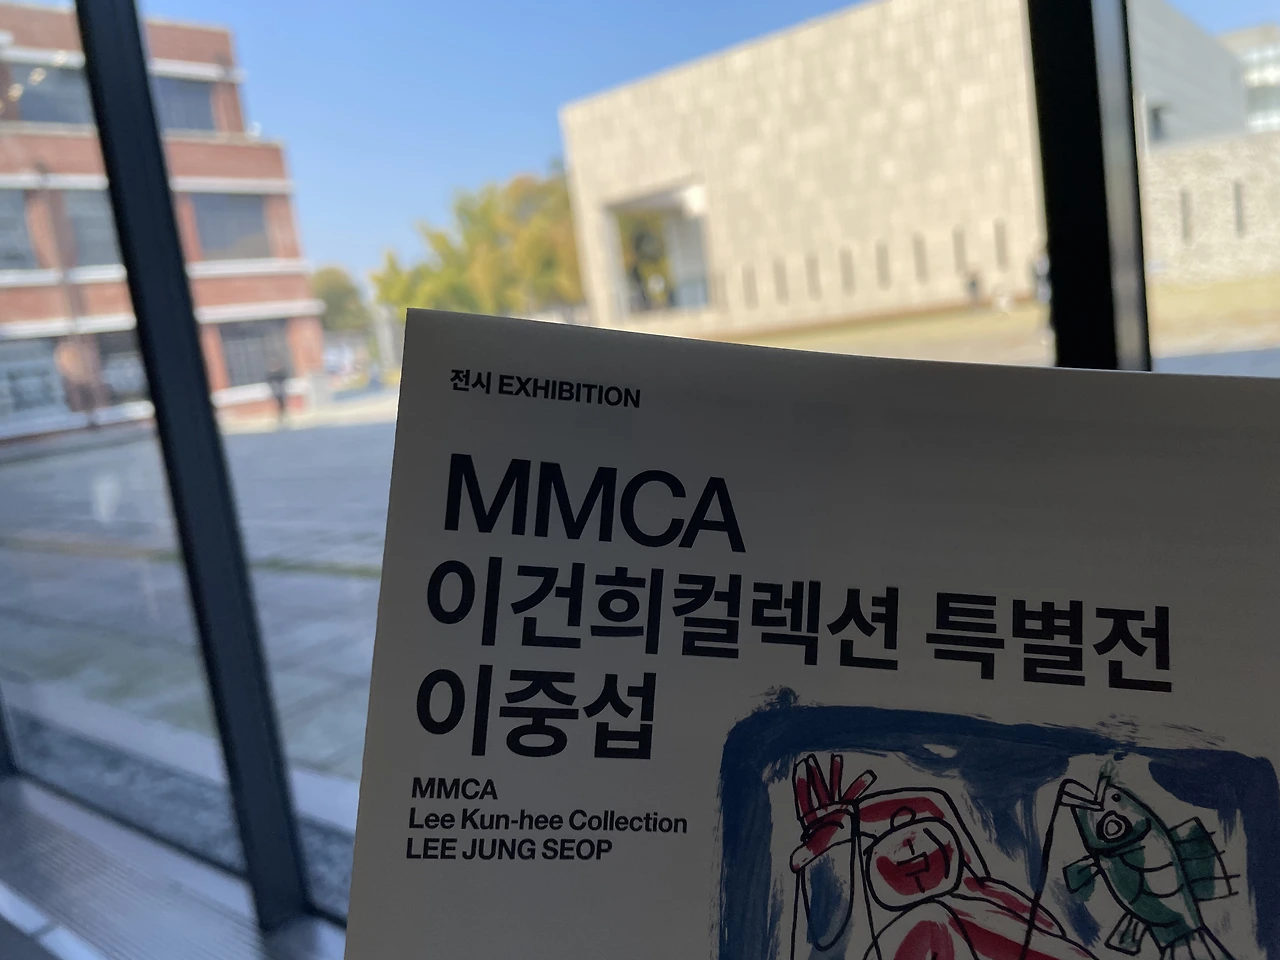 전시 EXHIBITION
MMCA
이건희컬렉션 특별전
이중섭
MMCA
Lee Kun-hee Collection
LEE JUNG SEOP